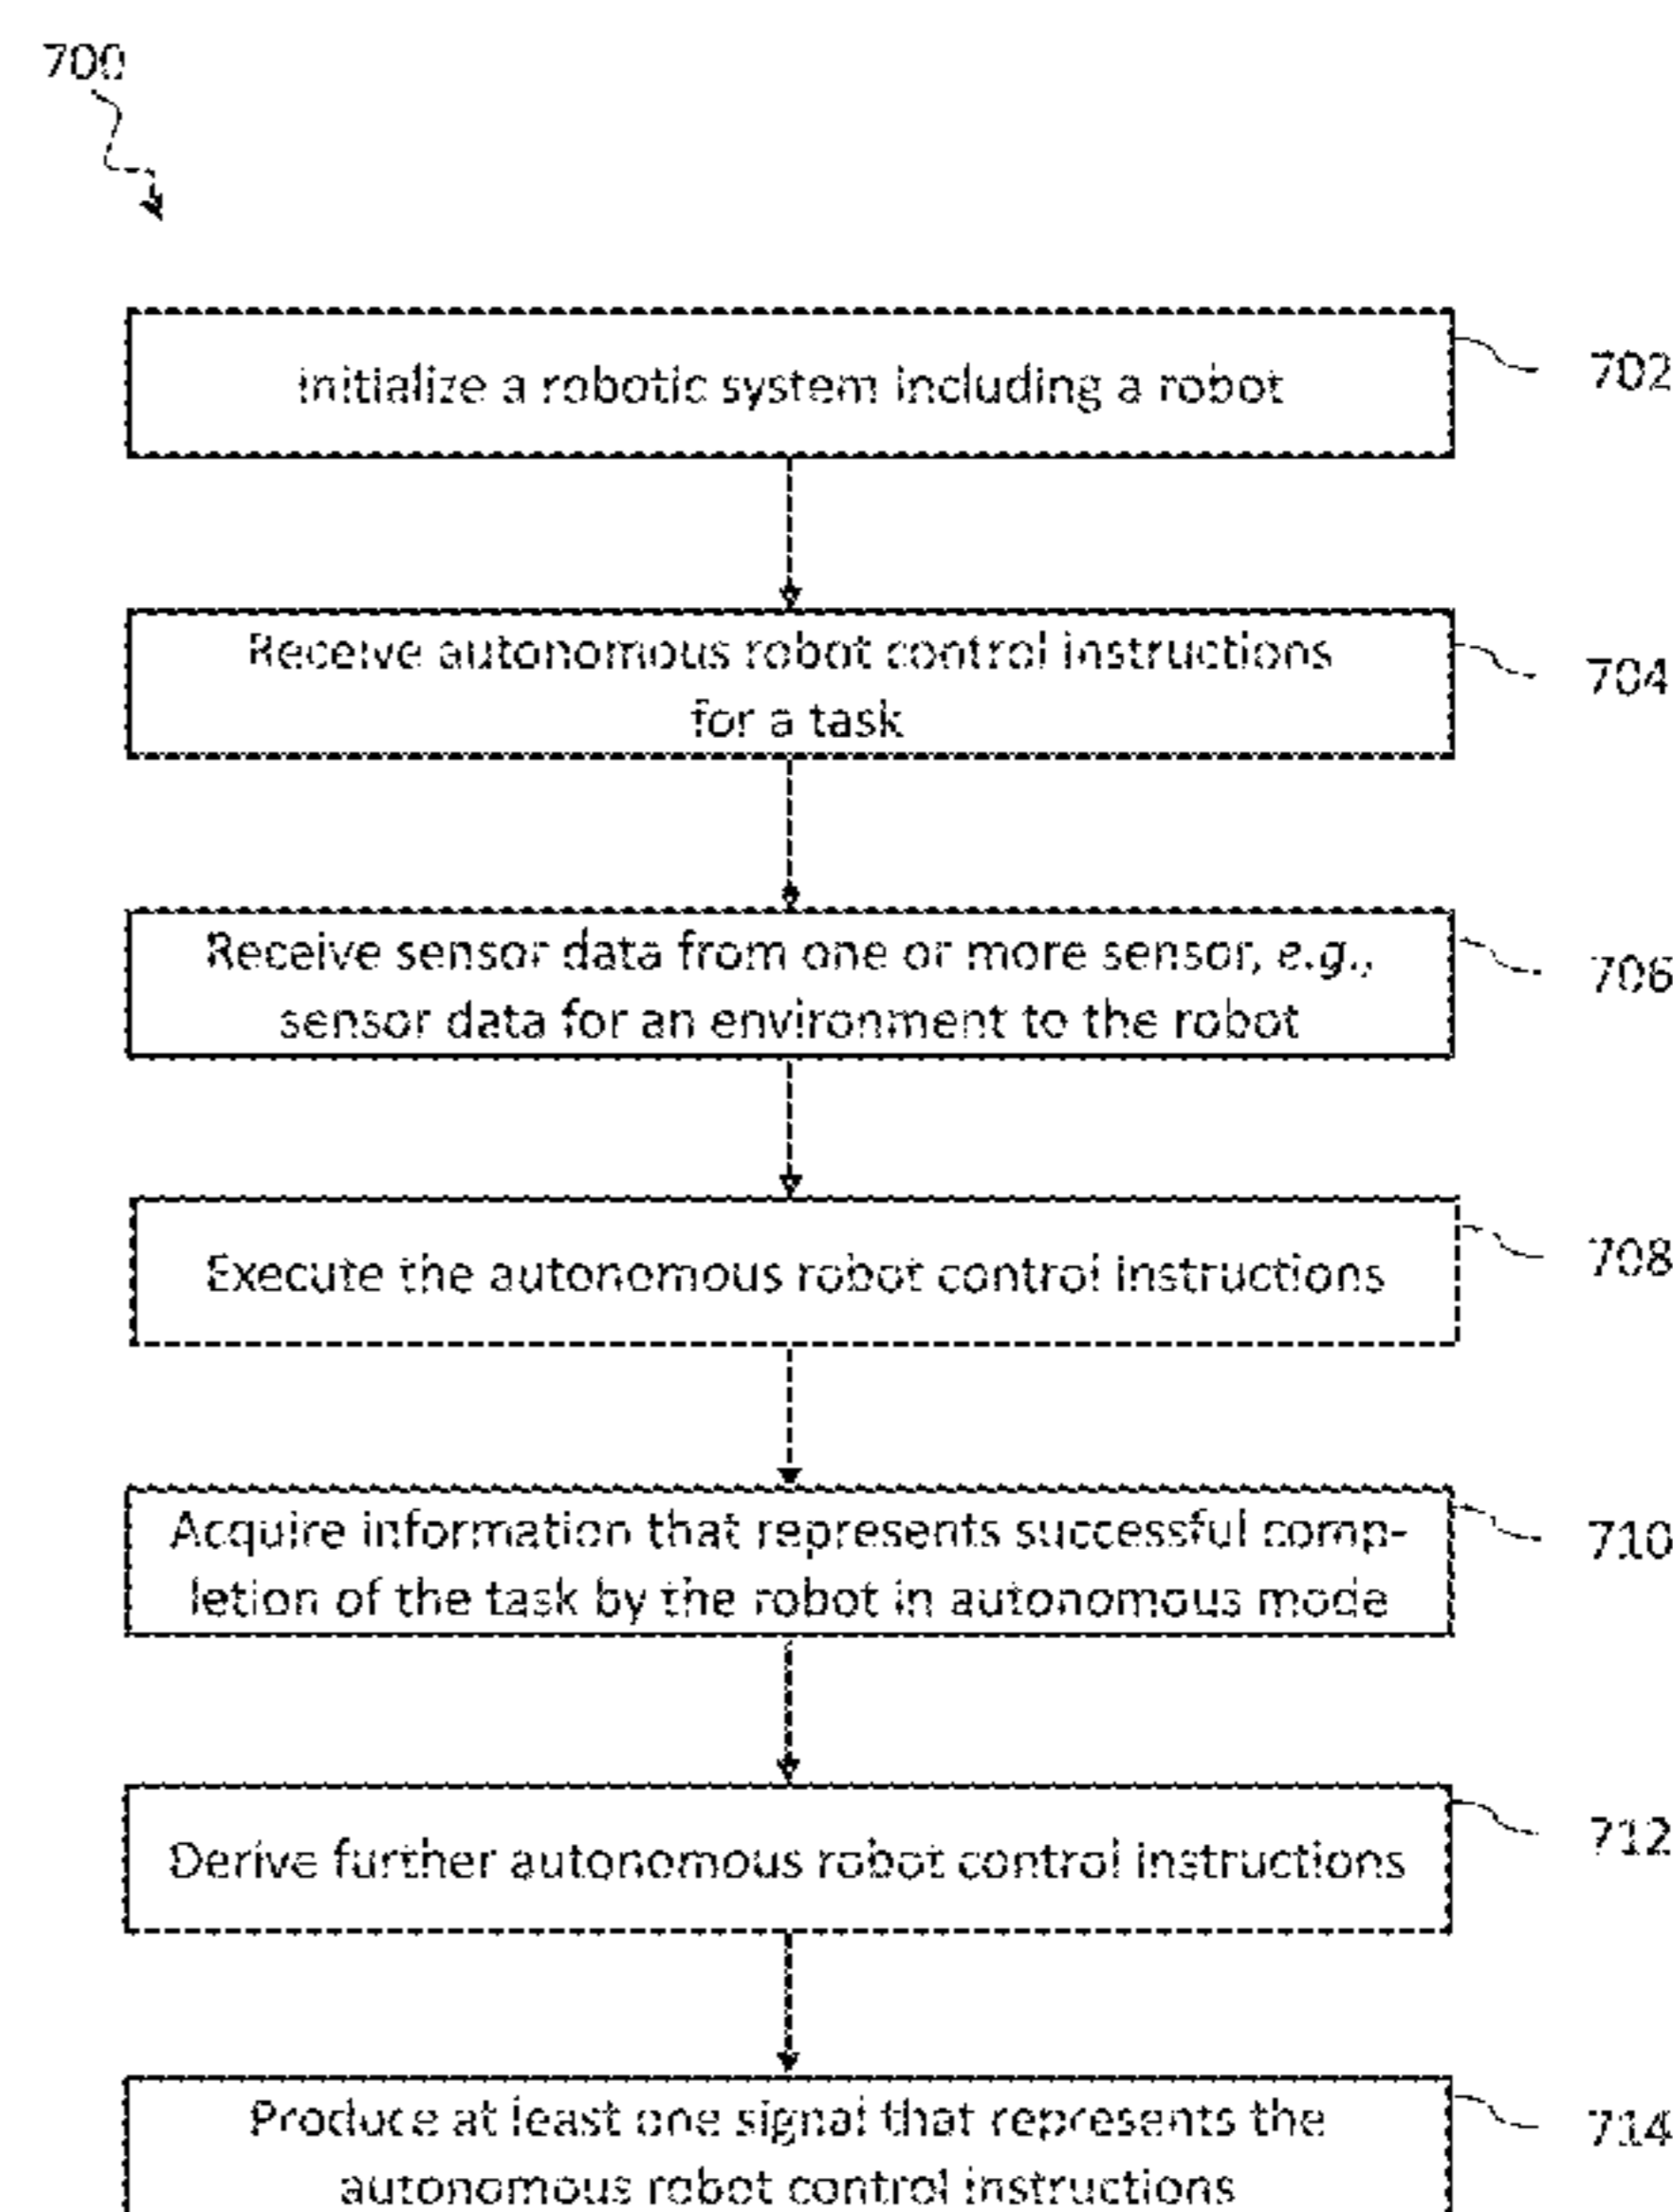 700
Initialize a robotic system including a robot
702
Receive autonomous robot control instructions
for a task
704
Receive sensor data from one or more sensor, e.g.,
sensor data for an environment to the robot
706
Execute the autonomous robot control instructions
708
Acquire information that represents successful comp-
letion of the task by the robot in autonomous mode
710
Derive further autonomous robot control instructions
712
Produce at least one signal that represents the
autonomous robot control instructions
714